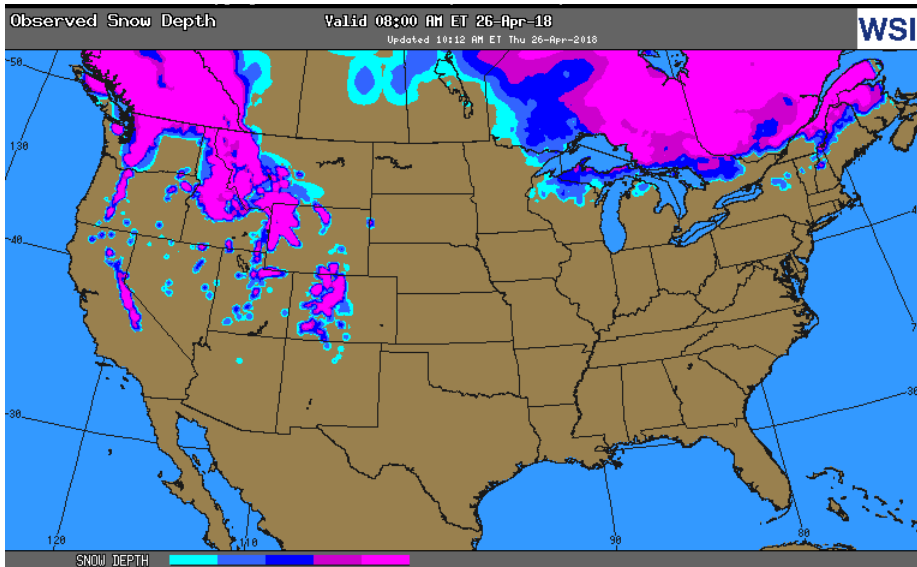 Observed Snow Depth
Valid 08:00 AM ET 26-Apr-18
Updated 10:12 AM ET Thu 26-Apr-2018
WSI
-50
130
-40
-30
120
110
90
80
SNOW DEPTH